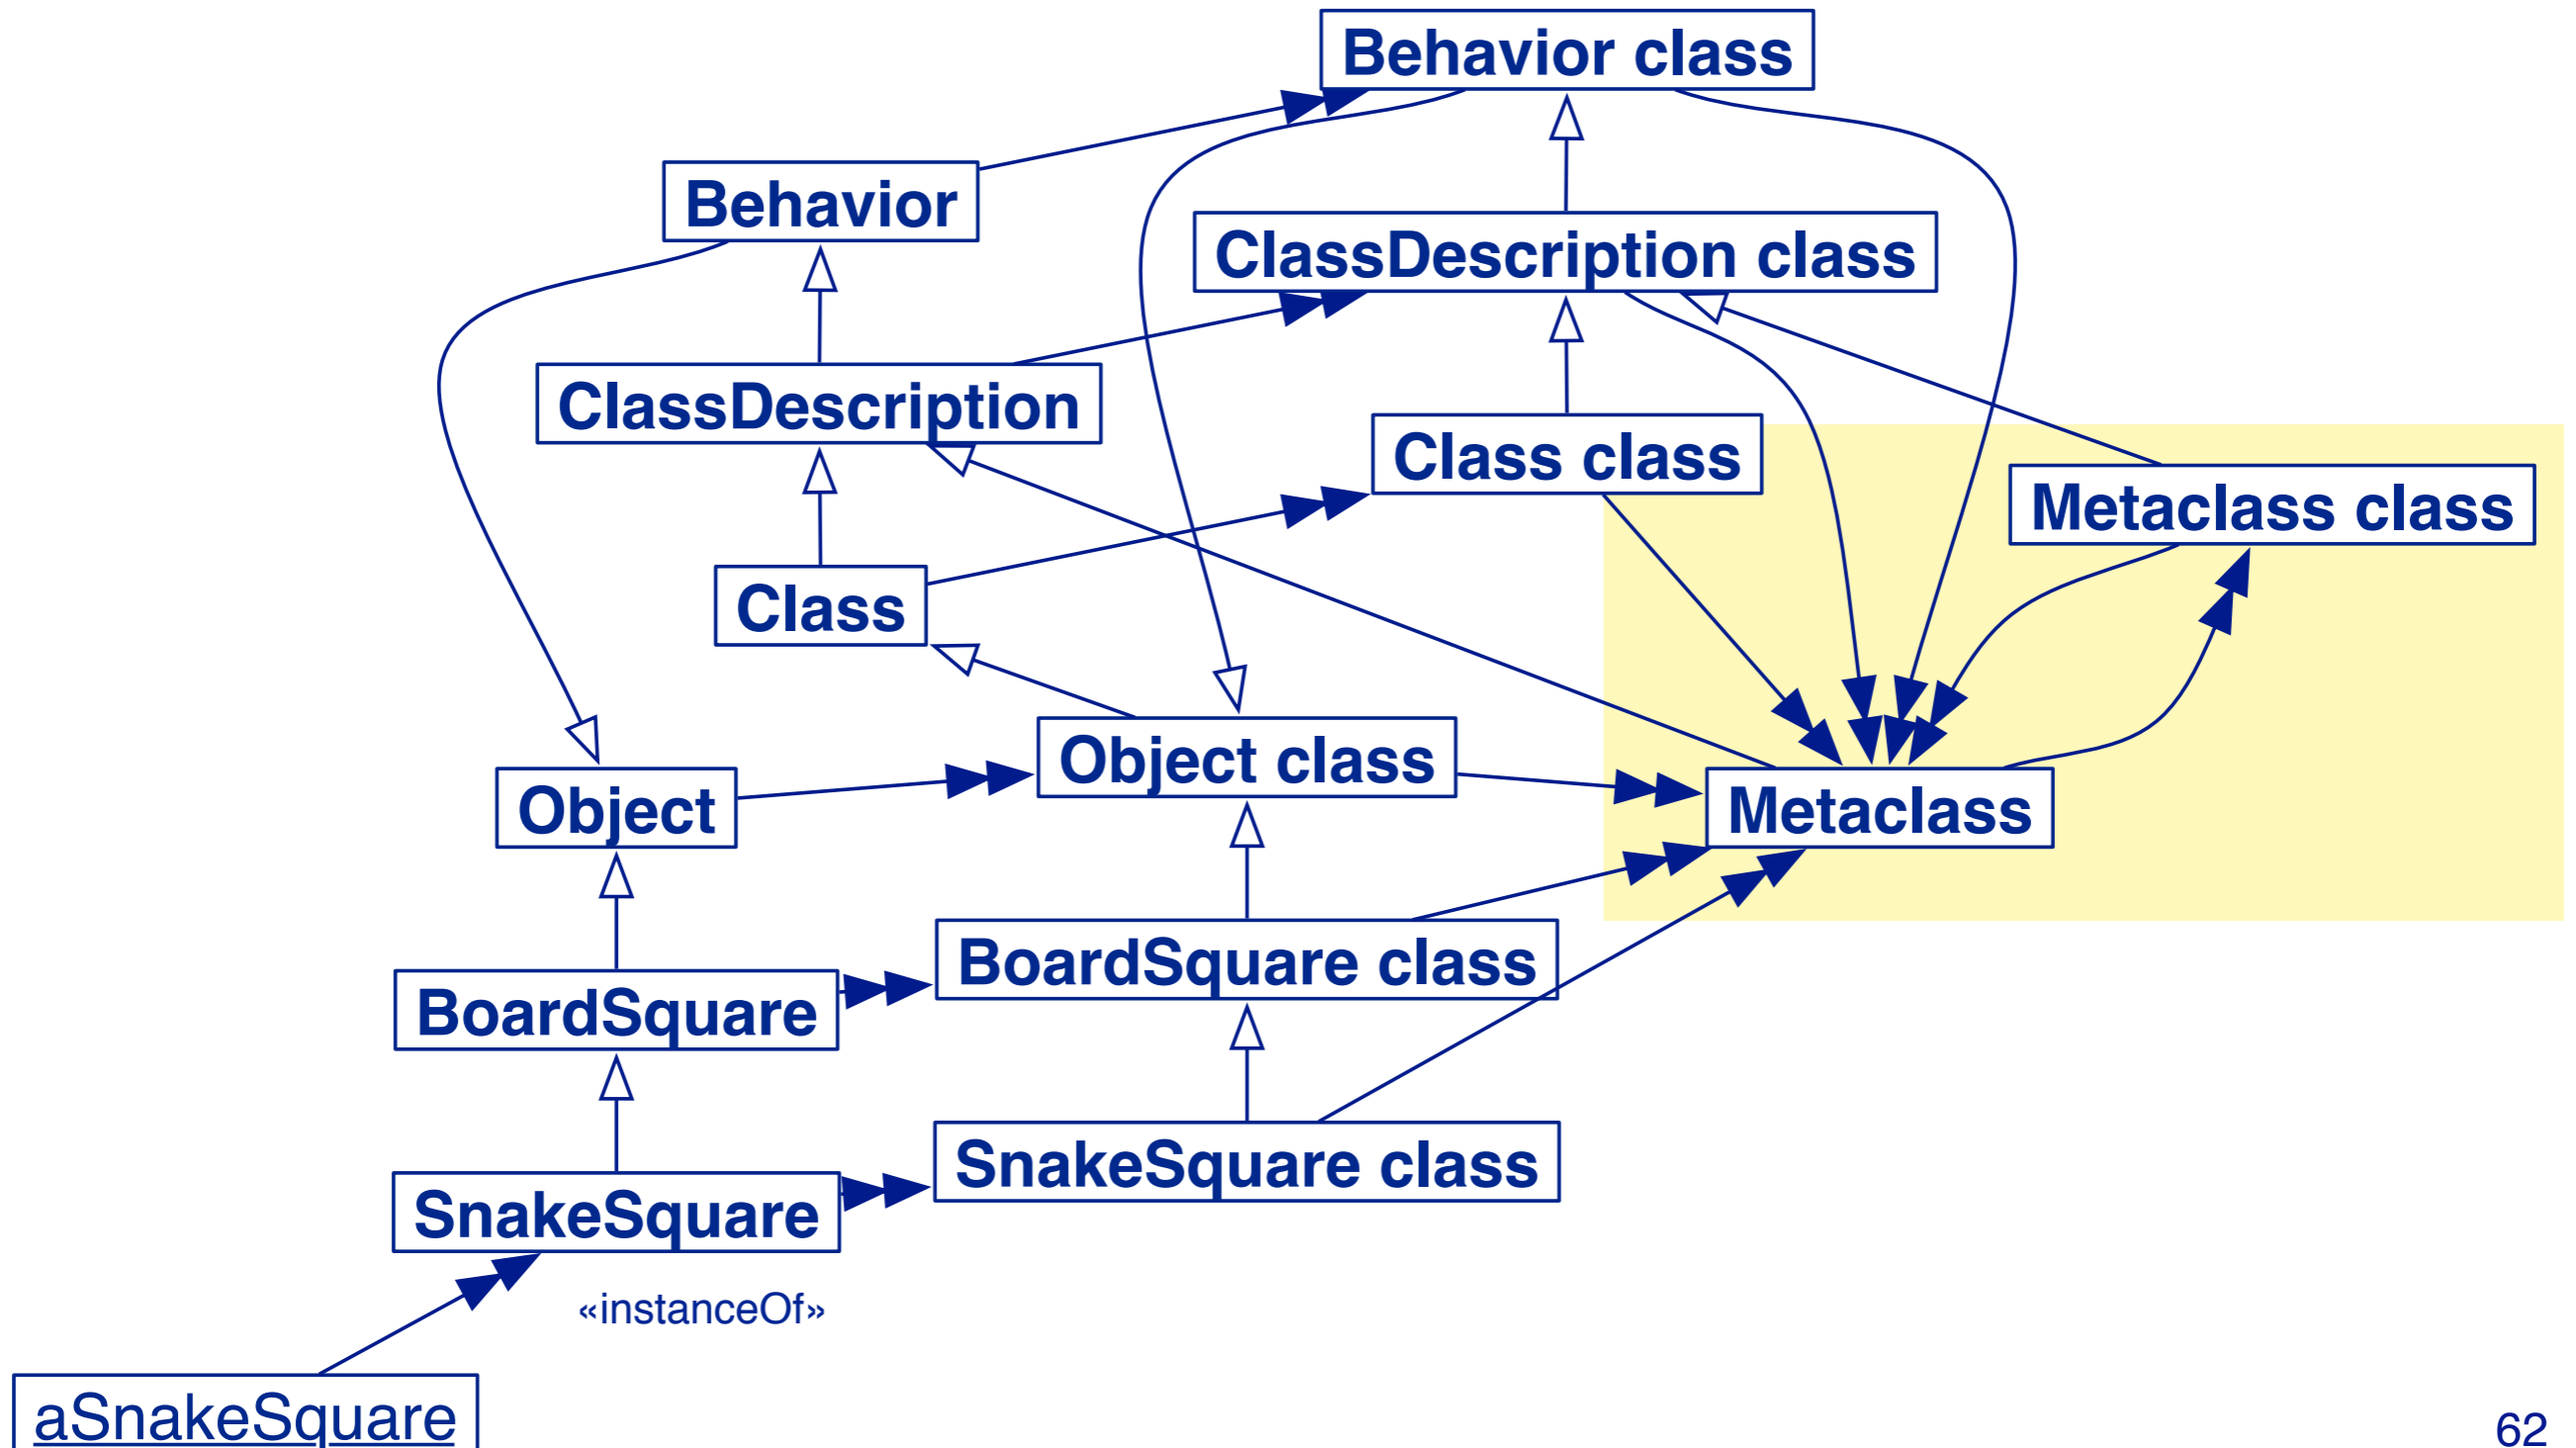 Behavior class
Behavior
ClassDescription class
ClassDescription
Class class
Metaclass class
Class
Object class
Object
Metaclass
BoardSquare class
BoardSquare
SnakeSquare class
SnakeSquare
«instanceOf»
aSnakeSquare
62